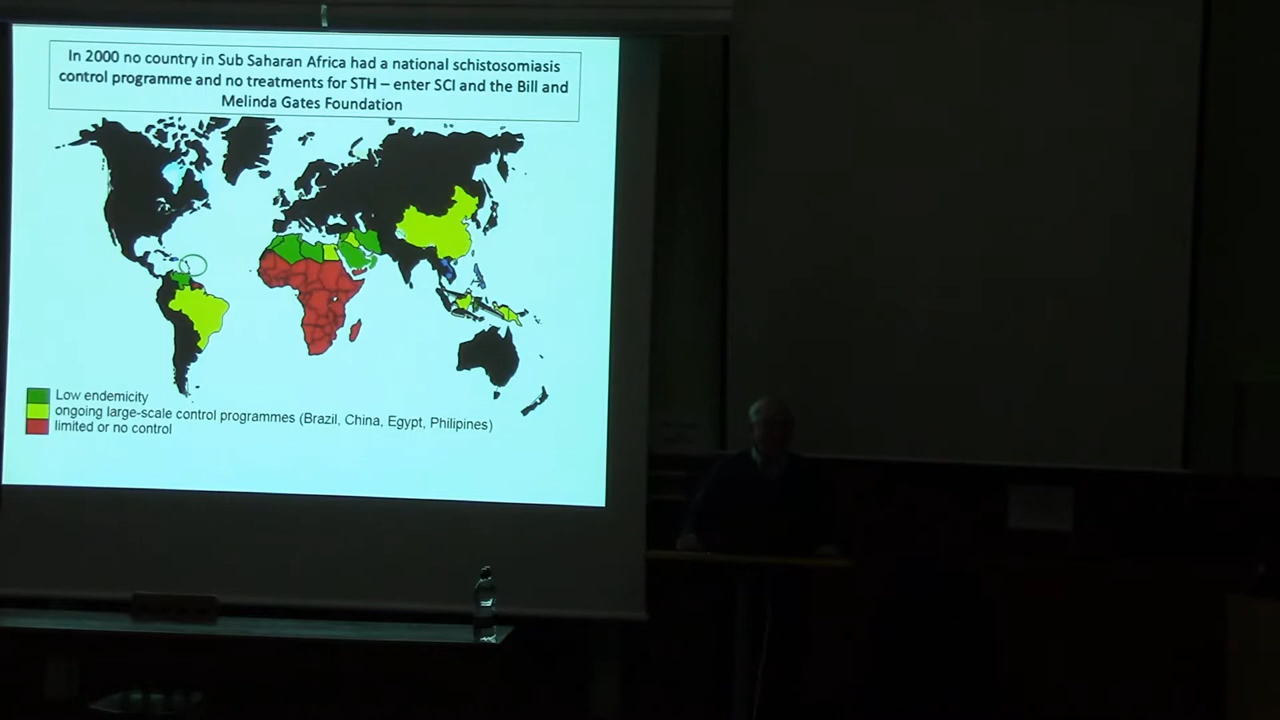 In 2000 no country in Sub Saharan Africa had a national schistosomiasis
control programme and no treatments for STH – enter SCI and the Bill and
Melinda Gates Foundation
Low endemicity
ongoing large-scale control programmes (Brazil, China, Egypt, Philipines)
limited or no control